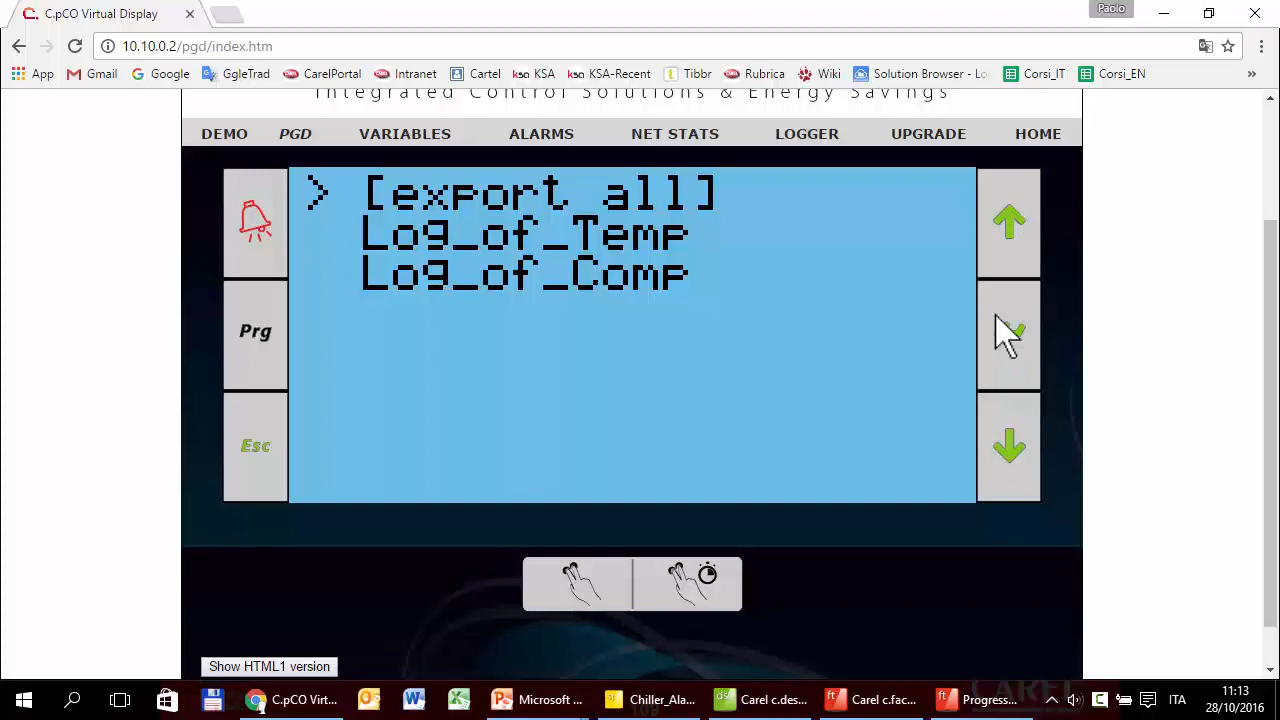 C.pCO Virtual Display
Paolo
10.10.0.2/pgd/index.htm
App Gmail Google GgleTrad CarelPortal Intranet Cartel KSA KSA-Recent Tibbr Rubrica Wiki Solution Browser - Lo Corsi_IT Corsi_EN »
Integrated Control Solutions & Energy Savings
DEMO PGD VARIABLES ALARMS NET STATS LOGGER UPGRADE HOME
> [export all]
Log_of_Temp
Log_of_Comp
Prg
Esc
Show HTML1 version
C.pCO Virt... Microsoft ... Chiller_Ala... Carel c.des... Carel c.fac... Progress... ITA
11:13
28/10/2016